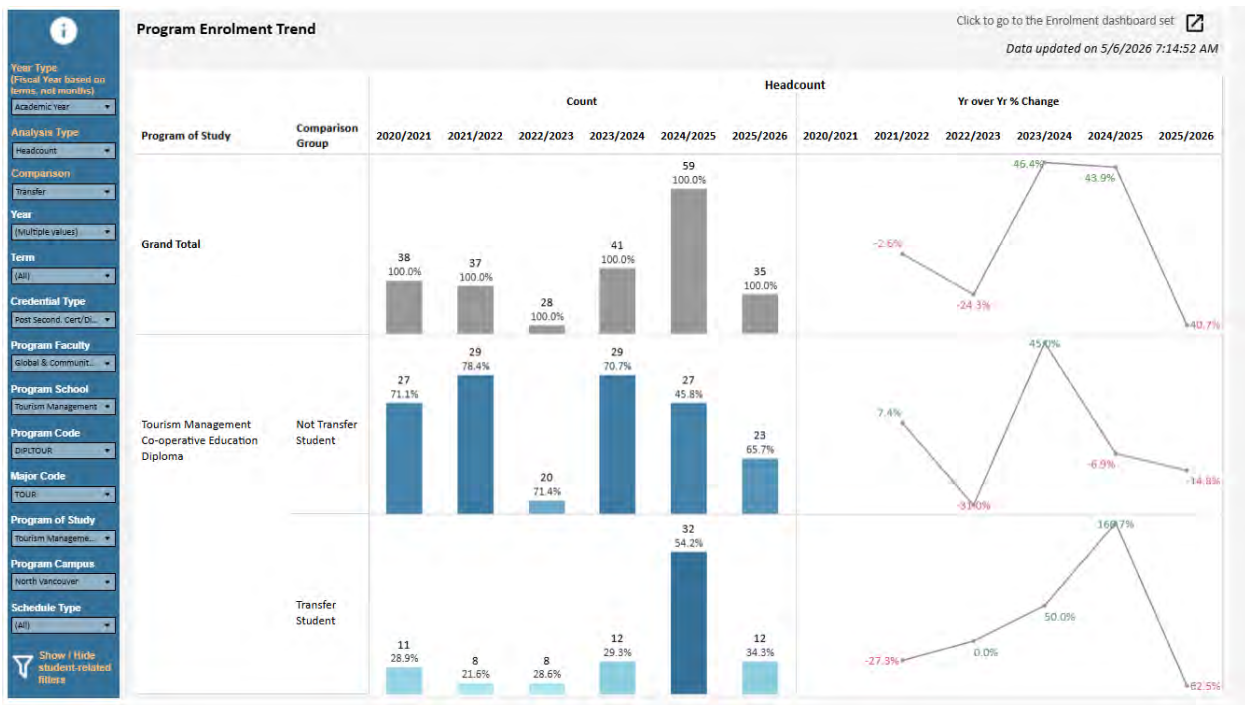 Program Enrolment Trend
Click to go to the Enrolment dashboard set
Data updated on 5/6/2026 7:14:52 AM
Year Type
(Fiscal Year based on
terms, not months)
Academic Year
Analysis Type
Headcount
Comparison
Transfer
Year
(Multiple values)
Term
(All)
Credential Type
Post Second. Cert/Di...
Program Faculty
Global & Communit...
Program School
Tourism Management
Program Code
DIPLTOUR
Major Code
TOUR
Program of Study
Tourism Manageme...
Program Campus
North Vancouver
Schedule Type
(All)
Show / Hide
student-related
filters
Headcount
Count
Yr over Yr % Change
Program of Study
Comparison
Group
2020/2021 2021/2022 2022/2023 2023/2024 2024/2025 2025/2026 2020/2021 2021/2022 2022/2023 2023/2024 2024/2025 2025/2026
Grand Total
38 37 28 41 59 35
100.0% 100.0% 100.0% 100.0% 100.0% 100.0%
-2.6% -24.3% 46.4% 43.9% -40.7%
Tourism Management
Co-operative Education
Diploma
Not Transfer
Student
27 29 20 29 27 23
71.1% 78.4% 71.4% 70.7% 45.8% 65.7%
7.4% -31.0% 45.0% -6.9% -14.8%
Transfer
Student
11 8 8 12 32 12
28.9% 21.6% 28.6% 29.3% 54.2% 34.3%
-27.3% 0.0% 50.0% 166.7% -62.5%